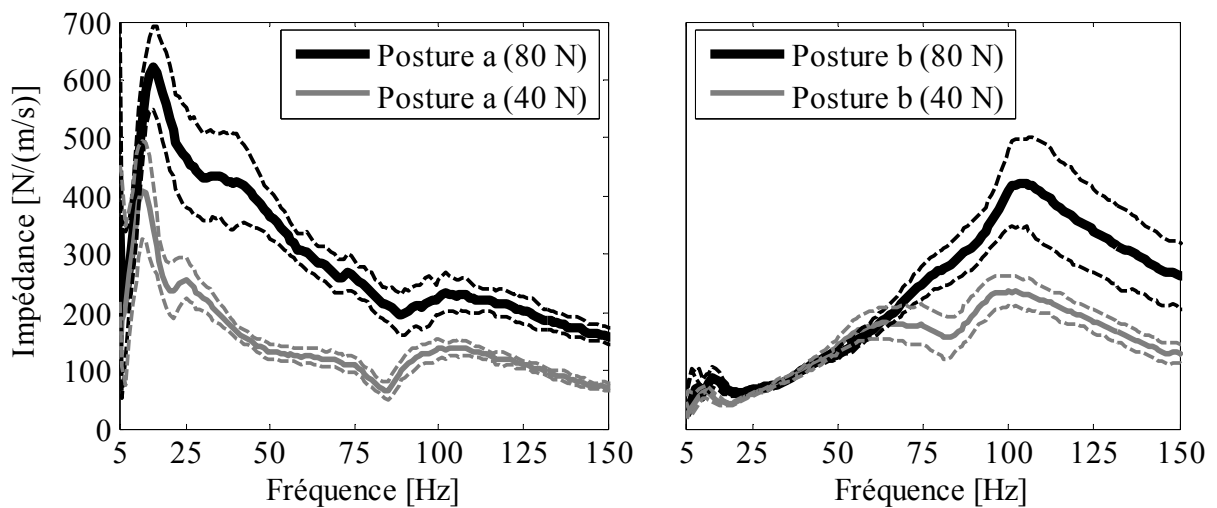 Impédance [N/(m/s)]
700
600
500
400
300
200
100
0
5 25 50 75 100 125 150
Fréquence [Hz]
Posture a (80 N)
Posture a (40 N)
5 25 50 75 100 125 150
Fréquence [Hz]
Posture b (80 N)
Posture b (40 N)